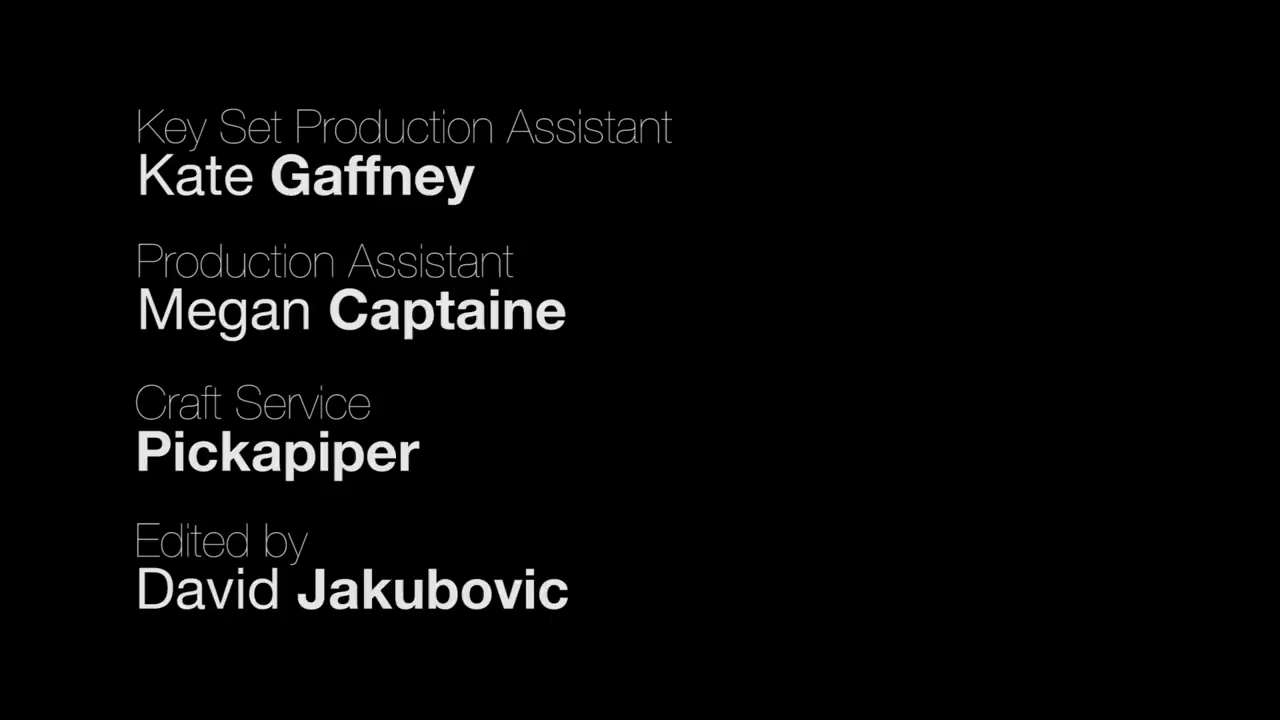 Key Set Production Assistant
Kate Gaffney
Production Assistant
Megan Captaine
Craft Service
Pickapiper
Edited by
David Jakubovic